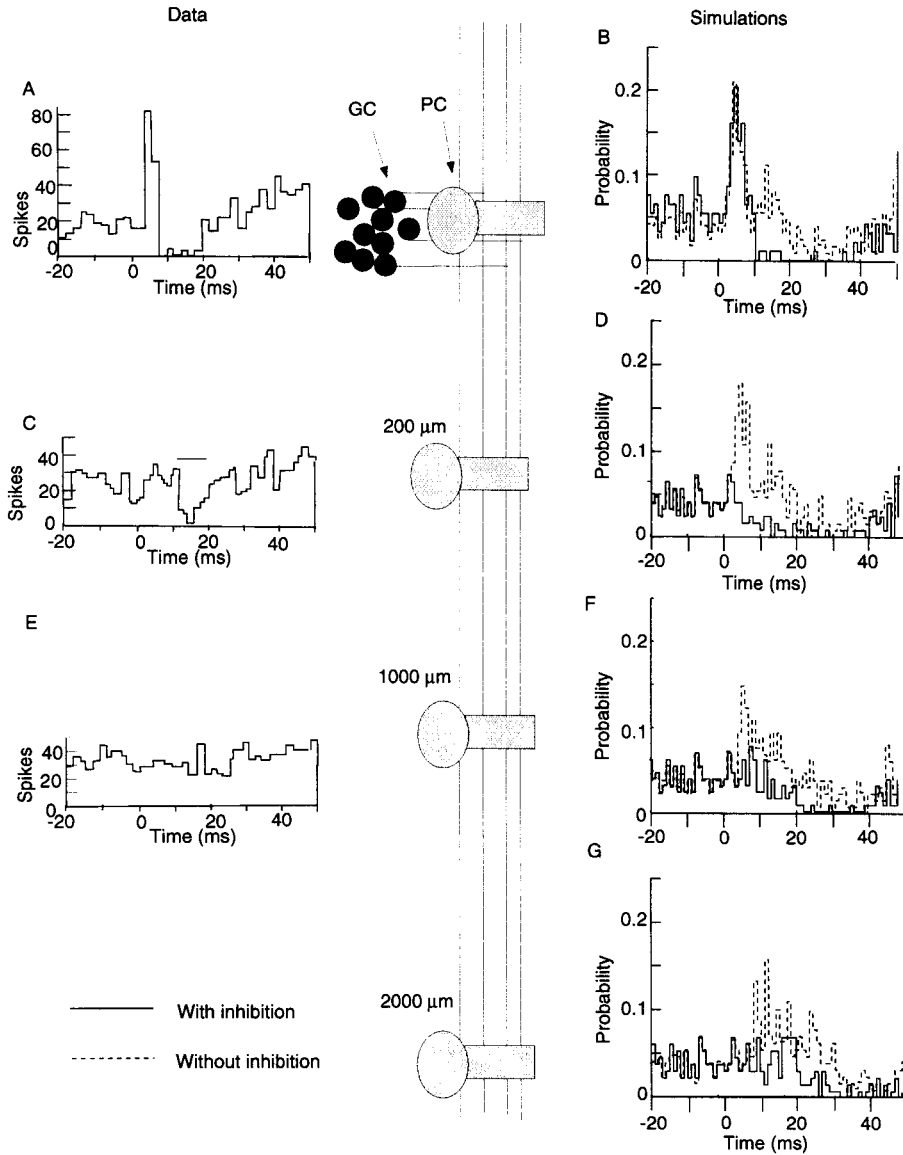 Data
Simulations
A
80
60
40
20
0
Spikes
-20
0
20
40
Time (ms)
GC
PC
B
0.2
0.1
0
Probability
-20
0
20
40
Time (ms)
C
40
20
0
Spikes
-20
0
20
40
Time (ms)
200 μm
D
0.2
0.1
0
Probability
-20
0
20
40
Time (ms)
E
40
20
0
Spikes
-20
0
20
40
Time (ms)
1000 μm
F
0.2
0.1
0
Probability
-20
0
20
40
Time (ms)
With inhibition
Without inhibition
2000 μm
G
0.2
0.1
0
Probability
-20
0
20
40
Time (ms)